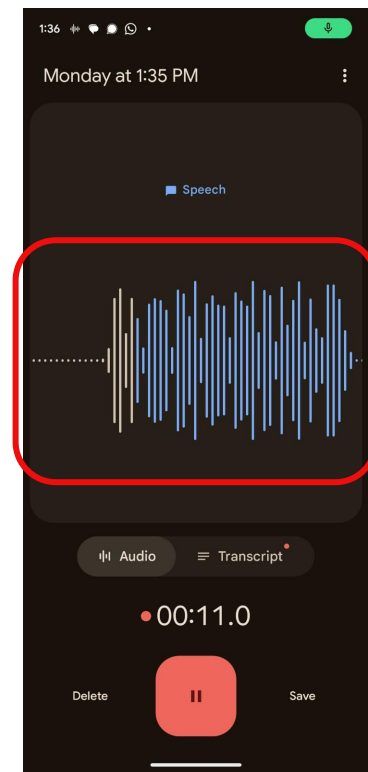 1:36
Monday at 1:35 PM
Speech
Audio Transcript
00:11.0
Delete Save